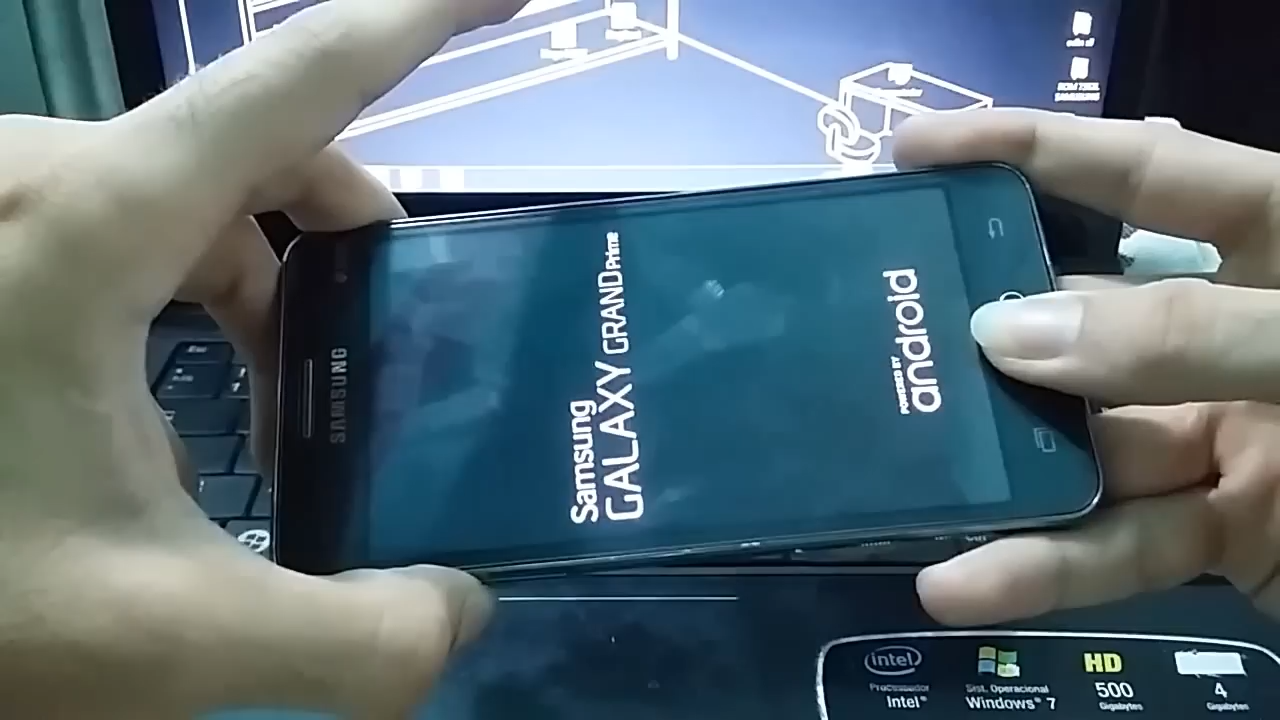 SAMSUNG
Samsung
GALAXY GRAND Prime
POWERED BY
android
Esc
intel
Processador
Intel®
Sist. Operacional
Windows® 7
HD
500
Gigabytes
4
Gigabytes